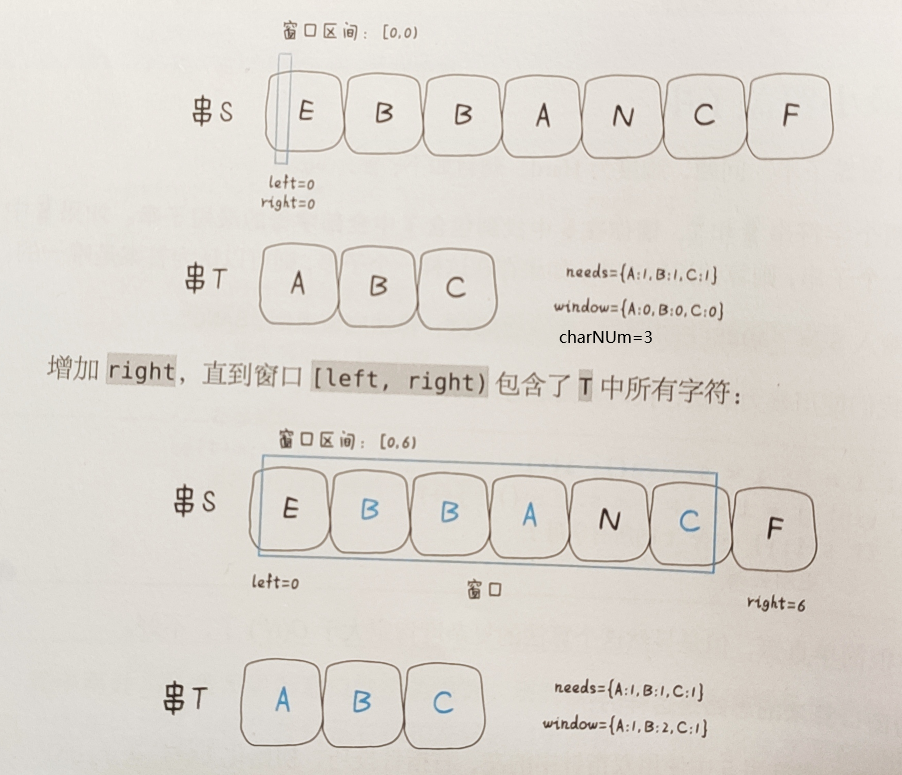 窗口区间: [0,0)
串S E B B A N C F
left=0
right=0
串T A B C
needs={A:1,B:1,C:1}
window={A:0,B:0,C:0}
charNUm=3
增加 right，直到窗口 [left, right) 包含了 T 中所有字符：
窗口区间: [0,6)
串S E B B A N C F
left=0
窗口
right=6
串T A B C
needs={A:1,B:1,C:1}
window={A:1,B:2,C:1}